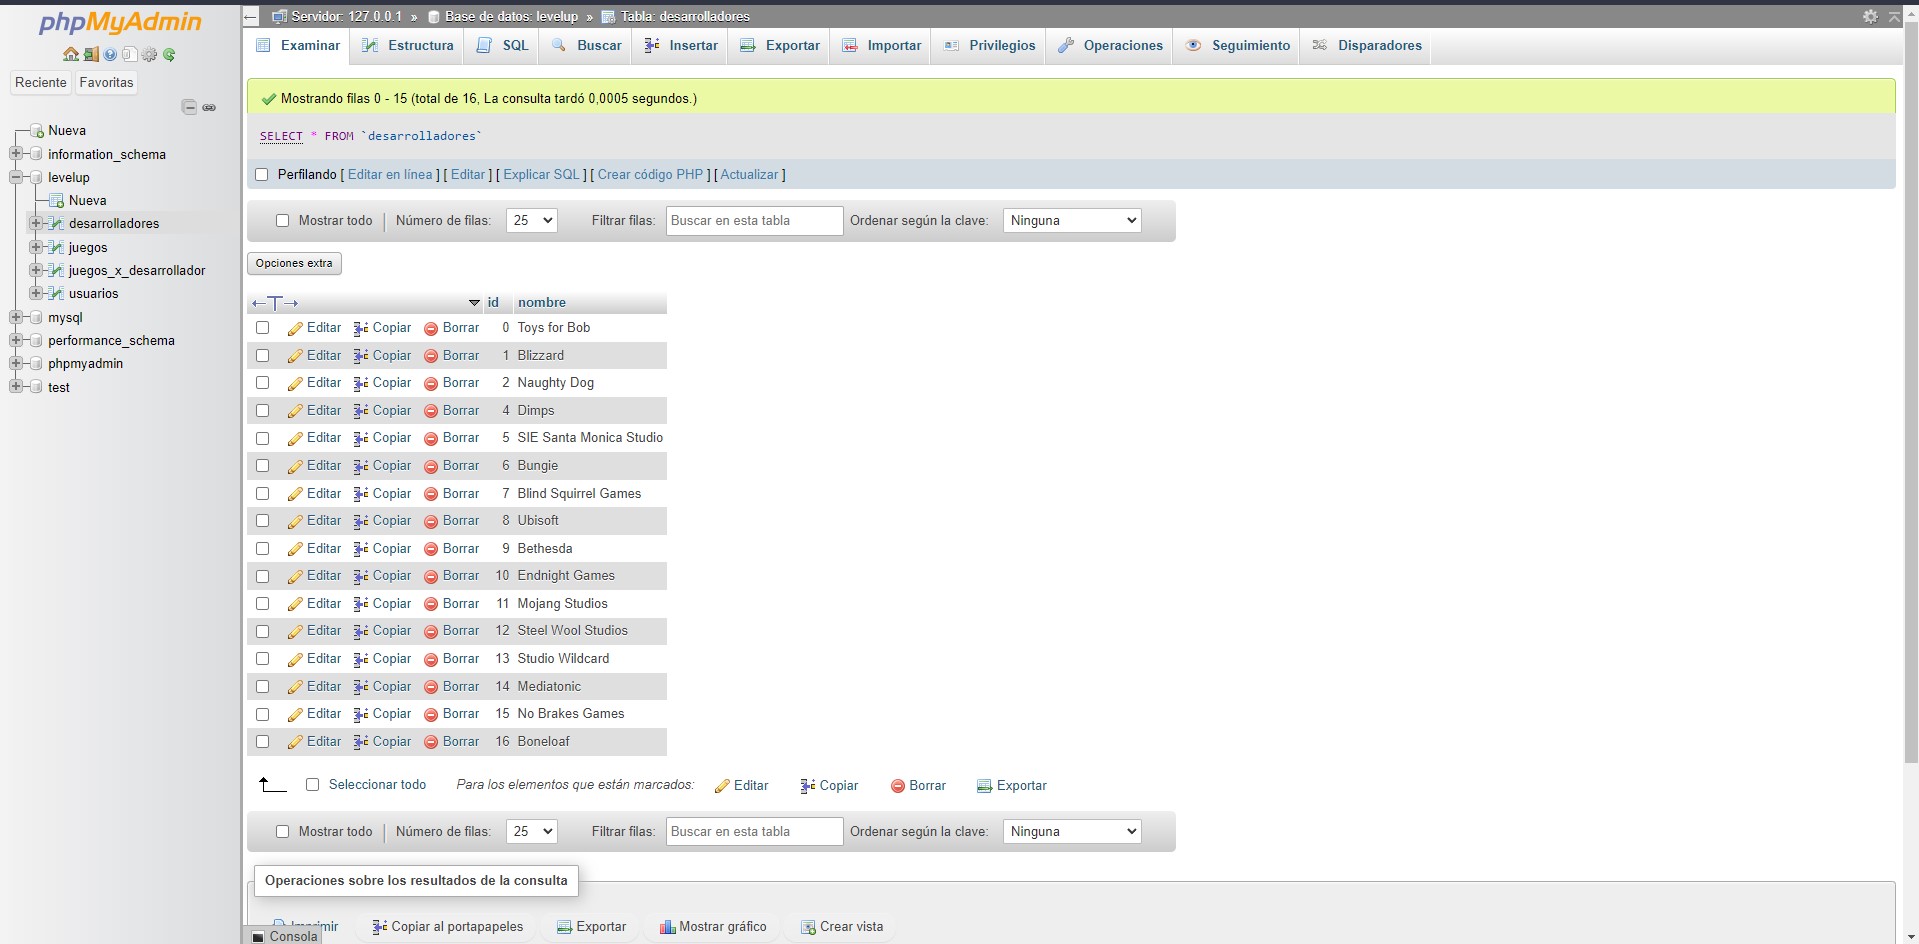 phpMyAdmin
Reciente Favoritas
Nueva
information_schema
levelup
Nueva
desarrolladores
juegos
juegos_x_desarrollador
usuarios
mysql
performance_schema
phpmyadmin
test
Servidor: 127.0.0.1 » Base de datos: levelup » Tabla: desarrolladores
Examinar Estructura SQL Buscar Insertar Exportar Importar Privilegios Operaciones Seguimiento Disparadores
Mostrando filas 0 - 15 (total de 16, La consulta tardó 0,0005 segundos.)
SELECT * FROM `desarrolladores`
Perfilando [ Editar en línea ] [ Editar ] [ Explicar SQL ] [ Crear código PHP ] [ Actualizar ]
Mostrar todo | Número de filas: 25 Filtrar filas: Buscar en esta tabla Ordenar según la clave: Ninguna
Opciones extra
←T→ id nombre
Editar Copiar Borrar 0 Toys for Bob
Editar Copiar Borrar 1 Blizzard
Editar Copiar Borrar 2 Naughty Dog
Editar Copiar Borrar 4 Dimps
Editar Copiar Borrar 5 SIE Santa Monica Studio
Editar Copiar Borrar 6 Bungie
Editar Copiar Borrar 7 Blind Squirrel Games
Editar Copiar Borrar 8 Ubisoft
Editar Copiar Borrar 9 Bethesda
Editar Copiar Borrar 10 Endnight Games
Editar Copiar Borrar 11 Mojang Studios
Editar Copiar Borrar 12 Steel Wool Studios
Editar Copiar Borrar 13 Studio Wildcard
Editar Copiar Borrar 14 Mediatonic
Editar Copiar Borrar 15 No Brakes Games
Editar Copiar Borrar 16 Boneloaf
Seleccionar todo Para los elementos que están marcados: Editar Copiar Borrar Exportar
Mostrar todo | Número de filas: 25 Filtrar filas: Buscar en esta tabla Ordenar según la clave: Ninguna
Operaciones sobre los resultados de la consulta
Imprimir Copiar al portapapeles Exportar Mostrar gráfico Crear vista
Consola